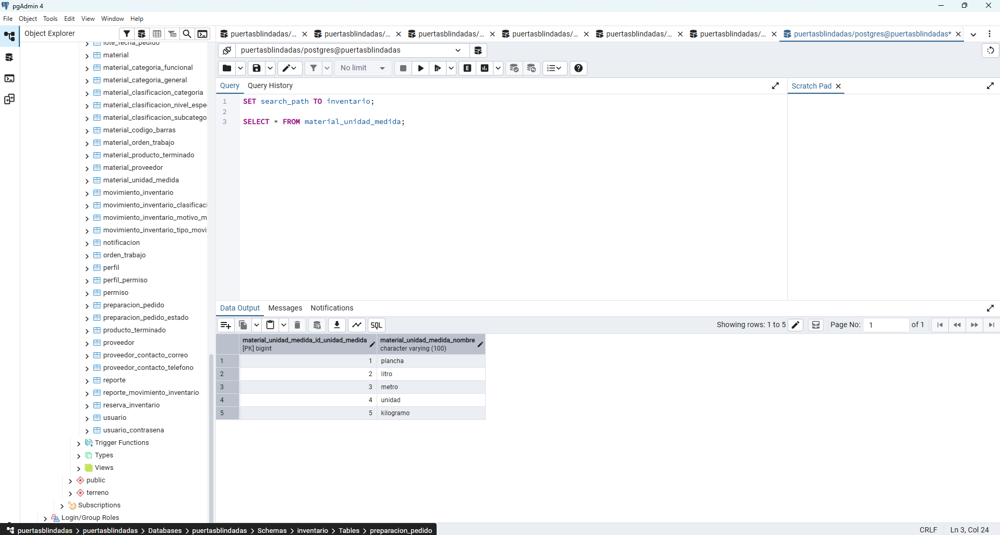 pgAdmin 4
File Object Tools Edit View Window Help
Object Explorer
puertasblindadas/... puertasblindadas/... puertasblindadas/... puertasblindadas/... puertasblindadas/... puertasblindadas/... puertasblindadas/postgres@puertasblindadas*
puertasblindadas/postgres@puertasblindadas
No limit
E
Query Query History
Scratch Pad
1 SET search_path TO inventario;
2
3 SELECT * FROM material_unidad_medida;
lote_fecha_pedido
material
material_categoria_funcional
material_categoria_general
material_clasificacion_categoria
material_clasificacion_nivel_espe
material_clasificacion_subcatego
material_codigo_barras
material_orden_trabajo
material_producto_terminado
material_proveedor
material_unidad_medida
movimiento_inventario
movimiento_inventario_clasificaci
movimiento_inventario_motivo_m
movimiento_inventario_tipo_movi
notificacion
orden_trabajo
perfil
perfil_permiso
permiso
preparacion_pedido
preparacion_pedido_estado
producto_terminado
proveedor
proveedor_contacto_correo
proveedor_contacto_telefono
reporte
reporte_movimiento_inventario
reserva_inventario
usuario
usuario_contrasena
Trigger Functions
Types
Views
public
terreno
Subscriptions
Login/Group Roles
Data Output Messages Notifications
SQL
Showing rows: 1 to 5
Page No: 1 of 1
material_unidad_medida_id_unidad_medida material_unidad_medida_nombre
[PK] bigint character varying (100)
1 1 plancha
2 2 litro
3 3 metro
4 4 unidad
5 5 kilogramo
puertasblindadas > puertasblindadas > Databases > puertasblindadas > Schemas > inventario > Tables > preparacion_pedido
CRLF Ln 3, Col 24